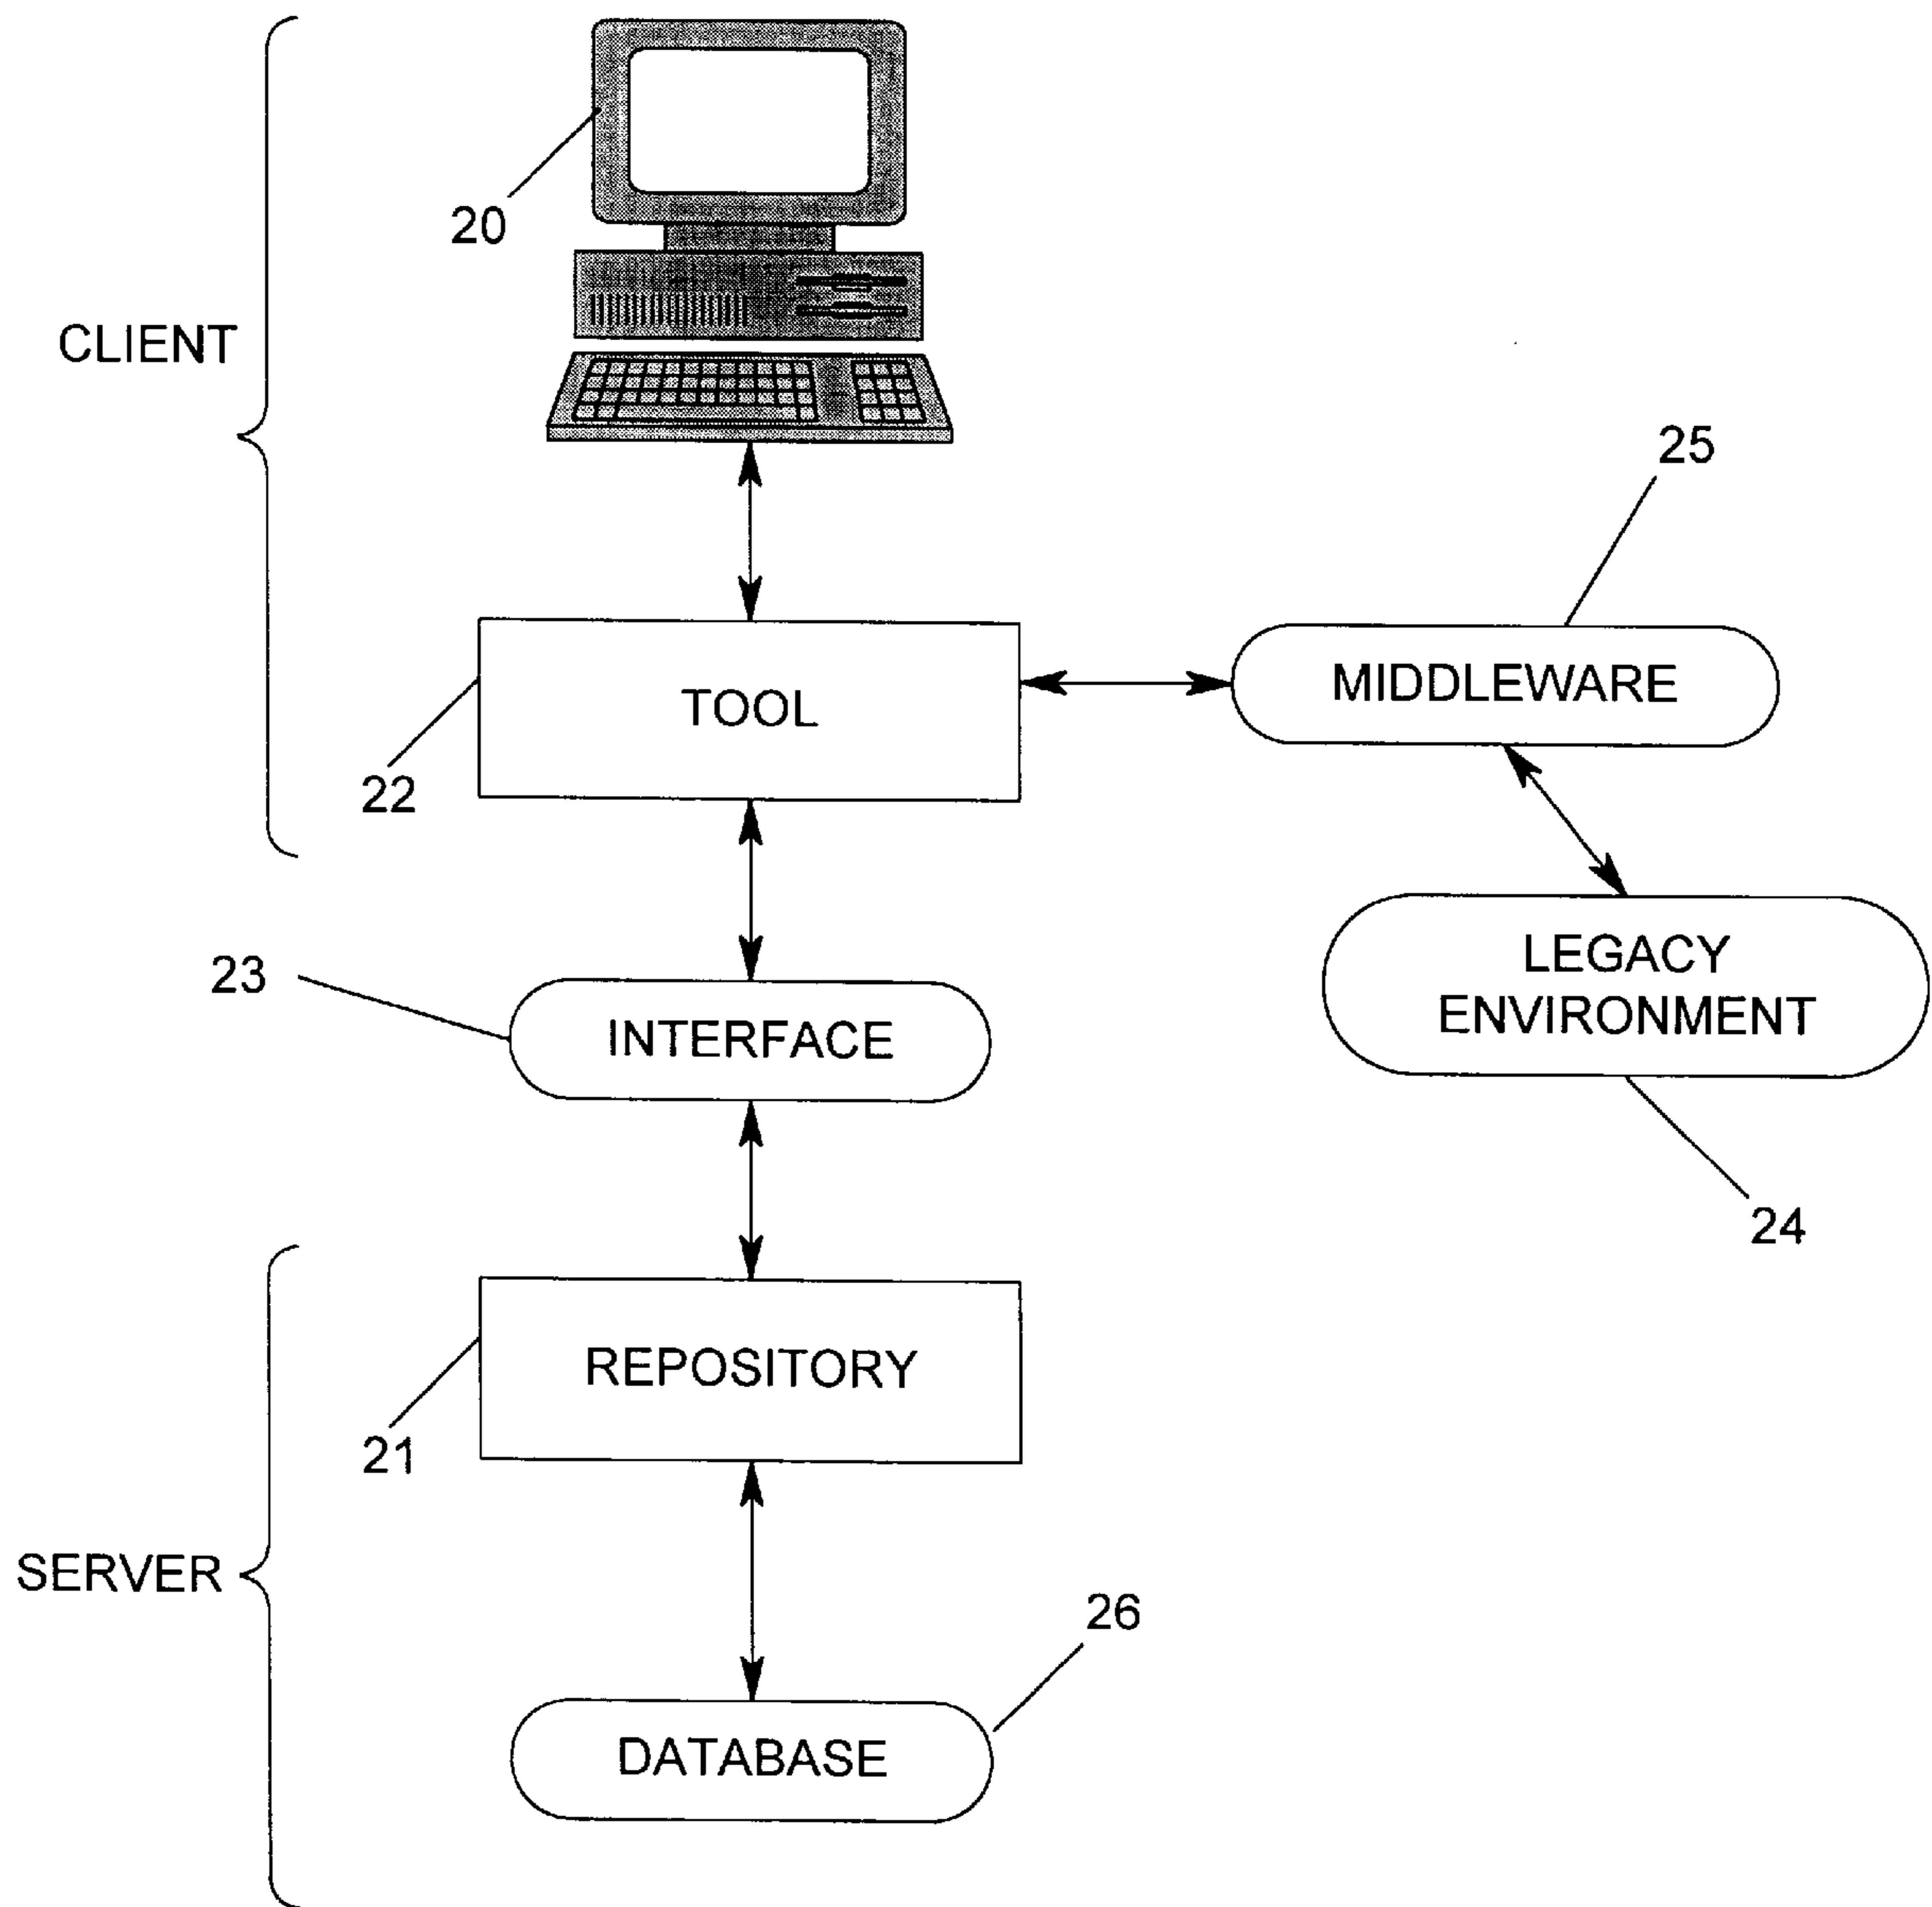 20
CLIENT
25
TOOL
MIDDLEWARE
22
LEGACY
ENVIRONMENT
23
INTERFACE
24
REPOSITORY
21
SERVER
26
DATABASE